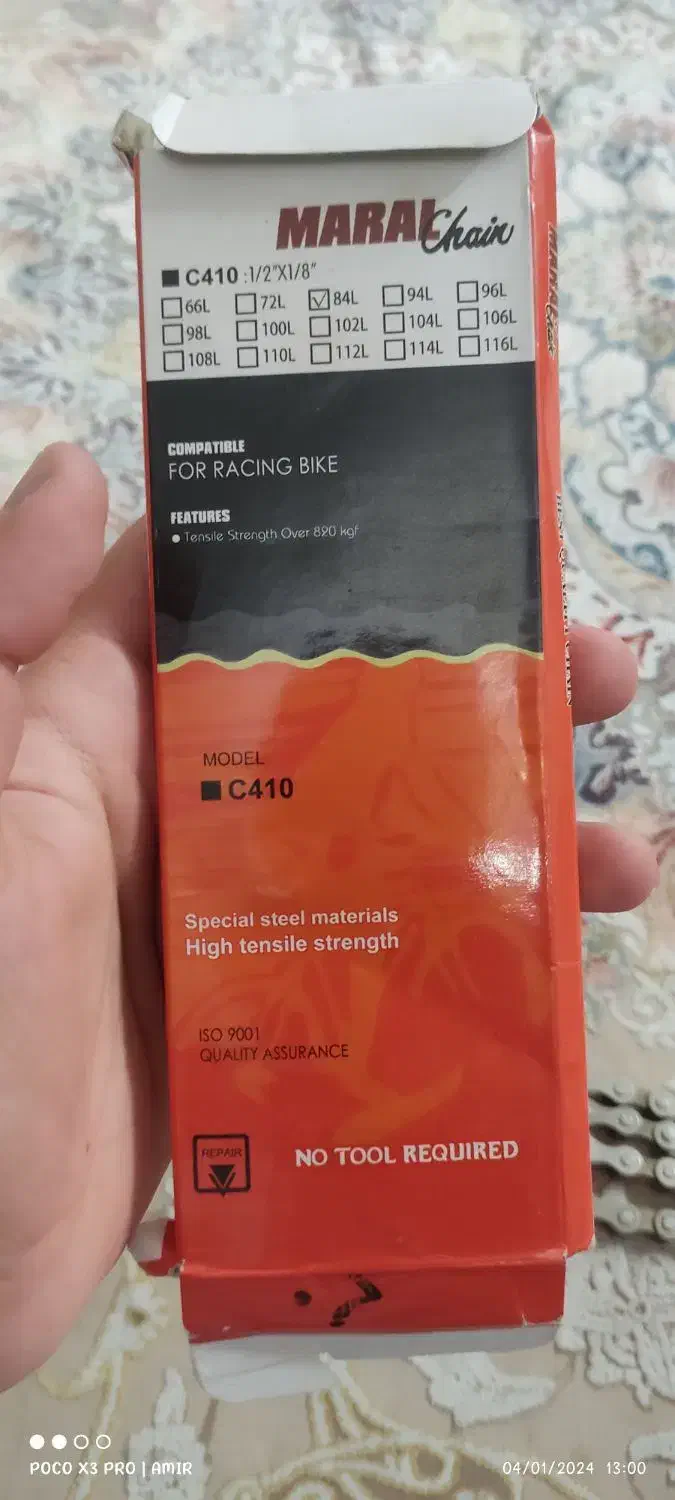 MARAL Chain
C410 :1/2"X1/8"
66L 72L 84L 94L 96L
98L 100L 102L 104L 106L
108L 110L 112L 114L 116L
COMPATIBLE
FOR RACING BIKE
FEATURES
• Tensile Strength Over 820 kgf
MODEL
C410
Special steel materials
High tensile strength
ISO 9001
QUALITY ASSURANCE
REPAIR
NO TOOL REQUIRED
POCO X3 PRO | AMIR
04/01/2024 13:00